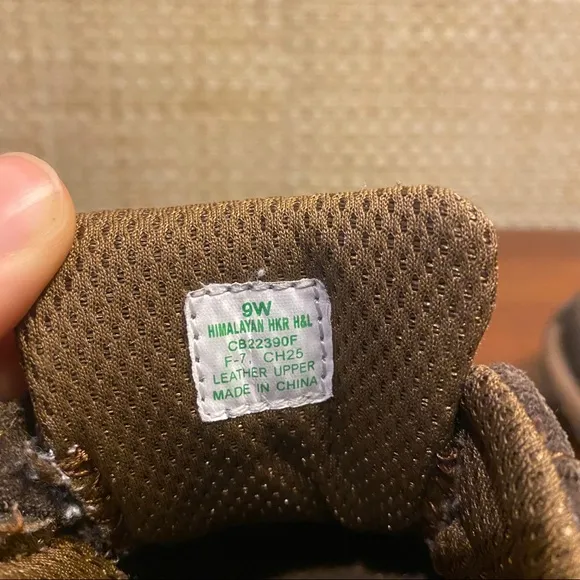 9W
HIMALAYAN HKR H&L
CB22390F
F-7, CH25
LEATHER UPPER
MADE IN CHINA